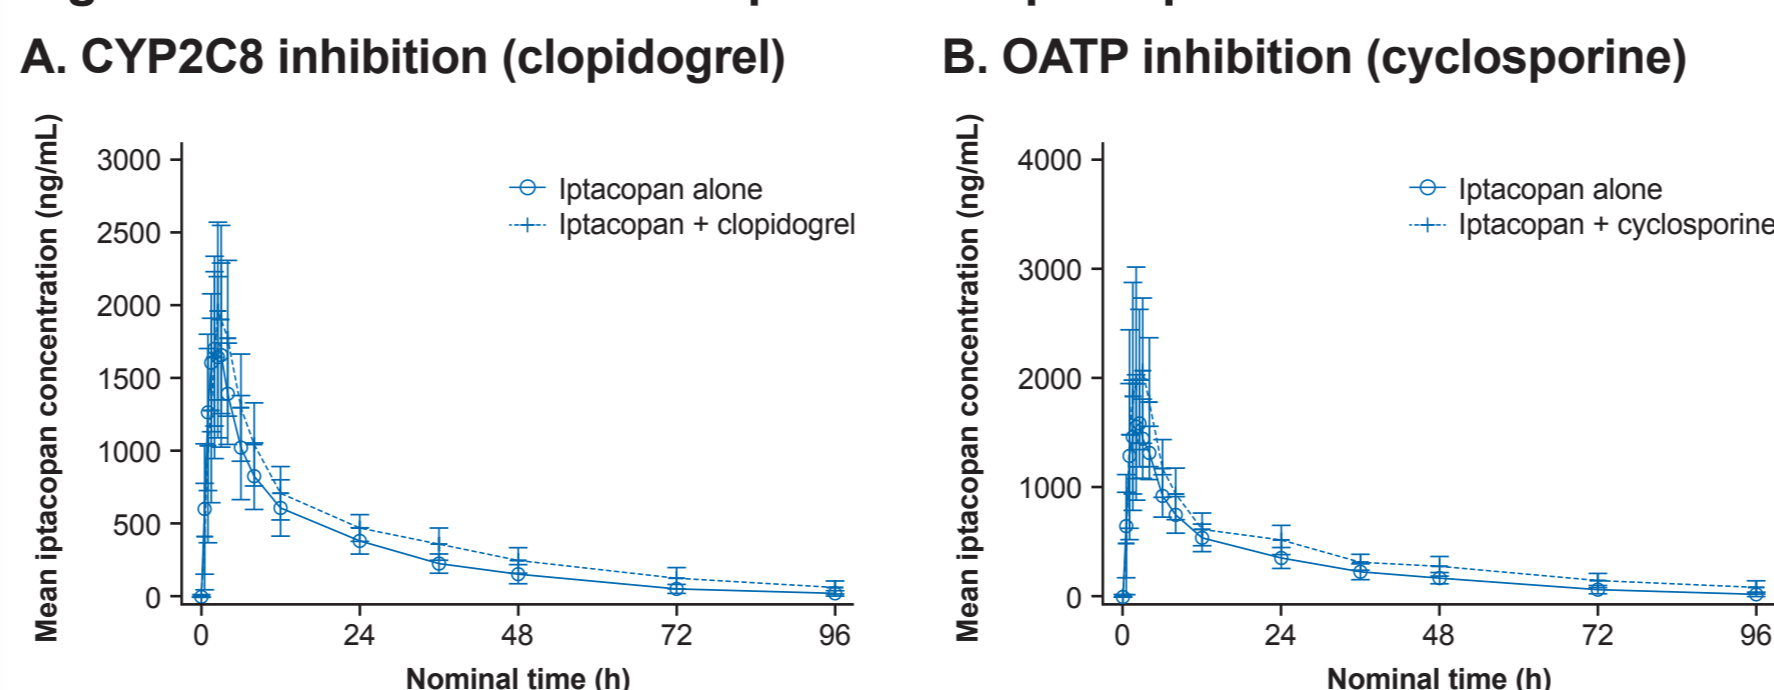 A. CYP2C8 inhibition (clopidogrel)
Mean iptacopan concentration (ng/mL)
3000
2500
2000
1500
1000
500
0
Iptacopan alone
Iptacopan + clopidogrel
0 24 48 72 96
Nominal time (h)
B. OATP inhibition (cyclosporine)
Mean iptacopan concentration (ng/mL)
4000
3000
2000
1000
0
Iptacopan alone
Iptacopan + cyclosporine
0 24 48 72 96
Nominal time (h)